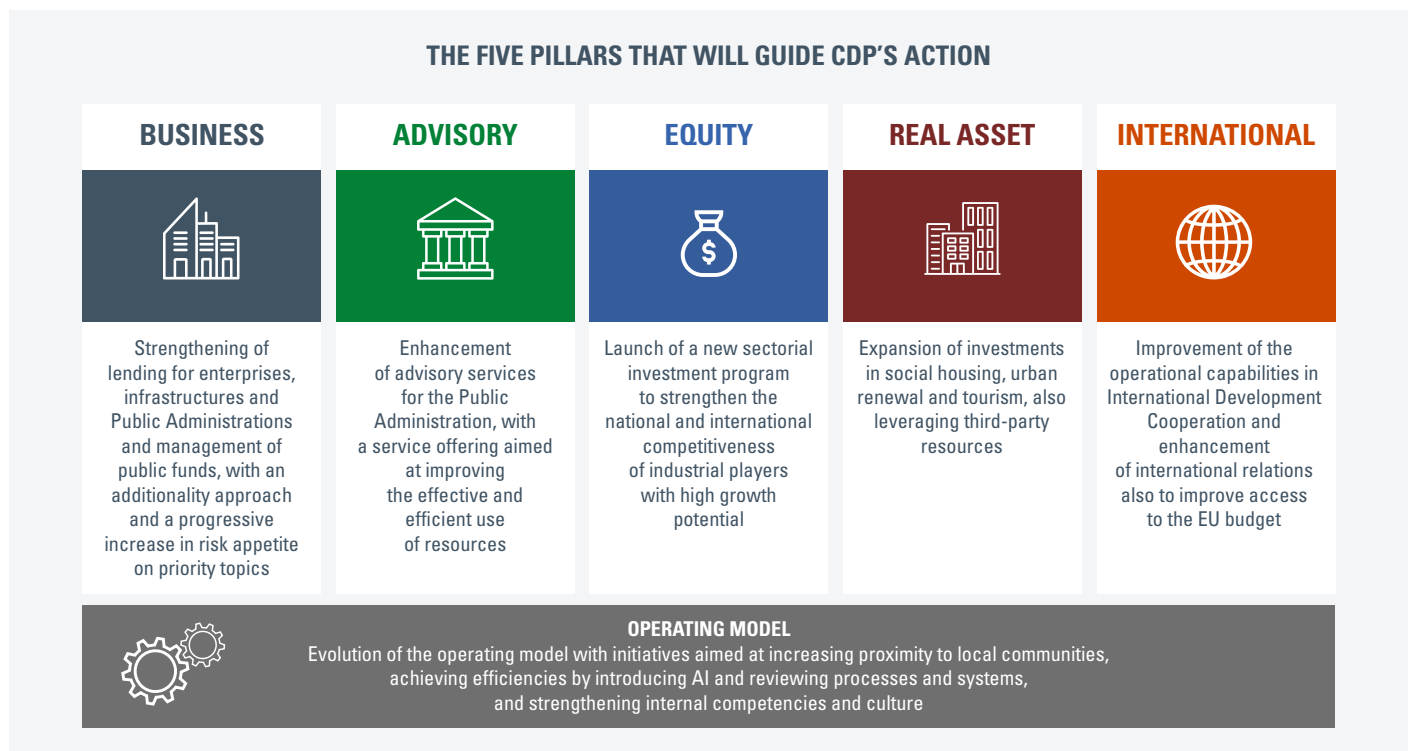 THE FIVE PILLARS THAT WILL GUIDE CDP'S ACTION
BUSINESS
Strengthening of
lending for enterprises,
infrastructures and
Public Administrations
and management of
public funds, with an
additionality approach
and a progressive
increase in risk appetite
on priority topics
ADVISORY
Enhancement
of advisory services
for the Public
Administration, with
a service offering aimed
at improving
the effective and
efficient use
of resources
EQUITY
$
Launch of a new sectorial
investment program
to strengthen the
national and international
competitiveness
of industrial players
with high growth
potential
REAL ASSET
Expansion of investments
in social housing, urban
renewal and tourism, also
leveraging third-party
resources
INTERNATIONAL
Improvement of the
operational capabilities in
International Development
Cooperation and
enhancement
of international relations
also to improve access
to the EU budget
OPERATING MODEL
Evolution of the operating model with initiatives aimed at increasing proximity to local communities,
achieving efficiencies by introducing AI and reviewing processes and systems,
and strengthening internal competencies and culture